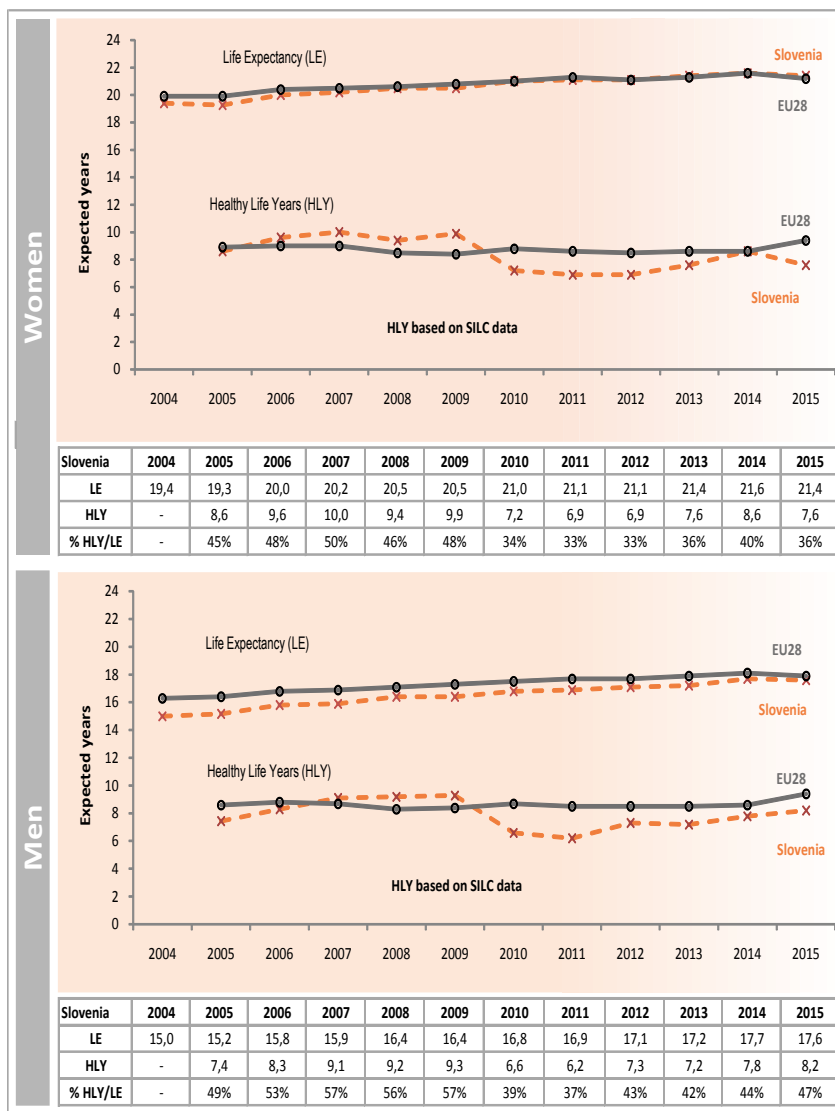 Women
24
22
20
18
16
14
12
10
8
6
4
2
0
Expected years
Life Expectancy (LE)
Slovenia
EU28
Healthy Life Years (HLY)
EU28
Slovenia
HLY based on SILC data
2004 2005 2006 2007 2008 2009 2010 2011 2012 2013 2014 2015
Slovenia 2004 2005 2006 2007 2008 2009 2010 2011 2012 2013 2014 2015
LE 19,4 19,3 20,0 20,2 20,5 20,5 21,0 21,1 21,1 21,4 21,6 21,4
HLY - 8,6 9,6 10,0 9,4 9,9 7,2 6,9 6,9 7,6 8,6 7,6
% HLY/LE - 45% 48% 50% 46% 48% 34% 33% 33% 36% 40% 36%
Men
24
22
20
18
16
14
12
10
8
6
4
2
0
Expected years
Life Expectancy (LE)
EU28
Slovenia
Healthy Life Years (HLY)
EU28
Slovenia
HLY based on SILC data
2004 2005 2006 2007 2008 2009 2010 2011 2012 2013 2014 2015
Slovenia 2004 2005 2006 2007 2008 2009 2010 2011 2012 2013 2014 2015
LE 15,0 15,2 15,8 15,9 16,4 16,4 16,8 16,9 17,1 17,2 17,7 17,6
HLY - 7,4 8,3 9,1 9,2 9,3 6,6 6,2 7,3 7,2 7,8 8,2
% HLY/LE - 49% 53% 57% 56% 57% 39% 37% 43% 42% 44% 47%